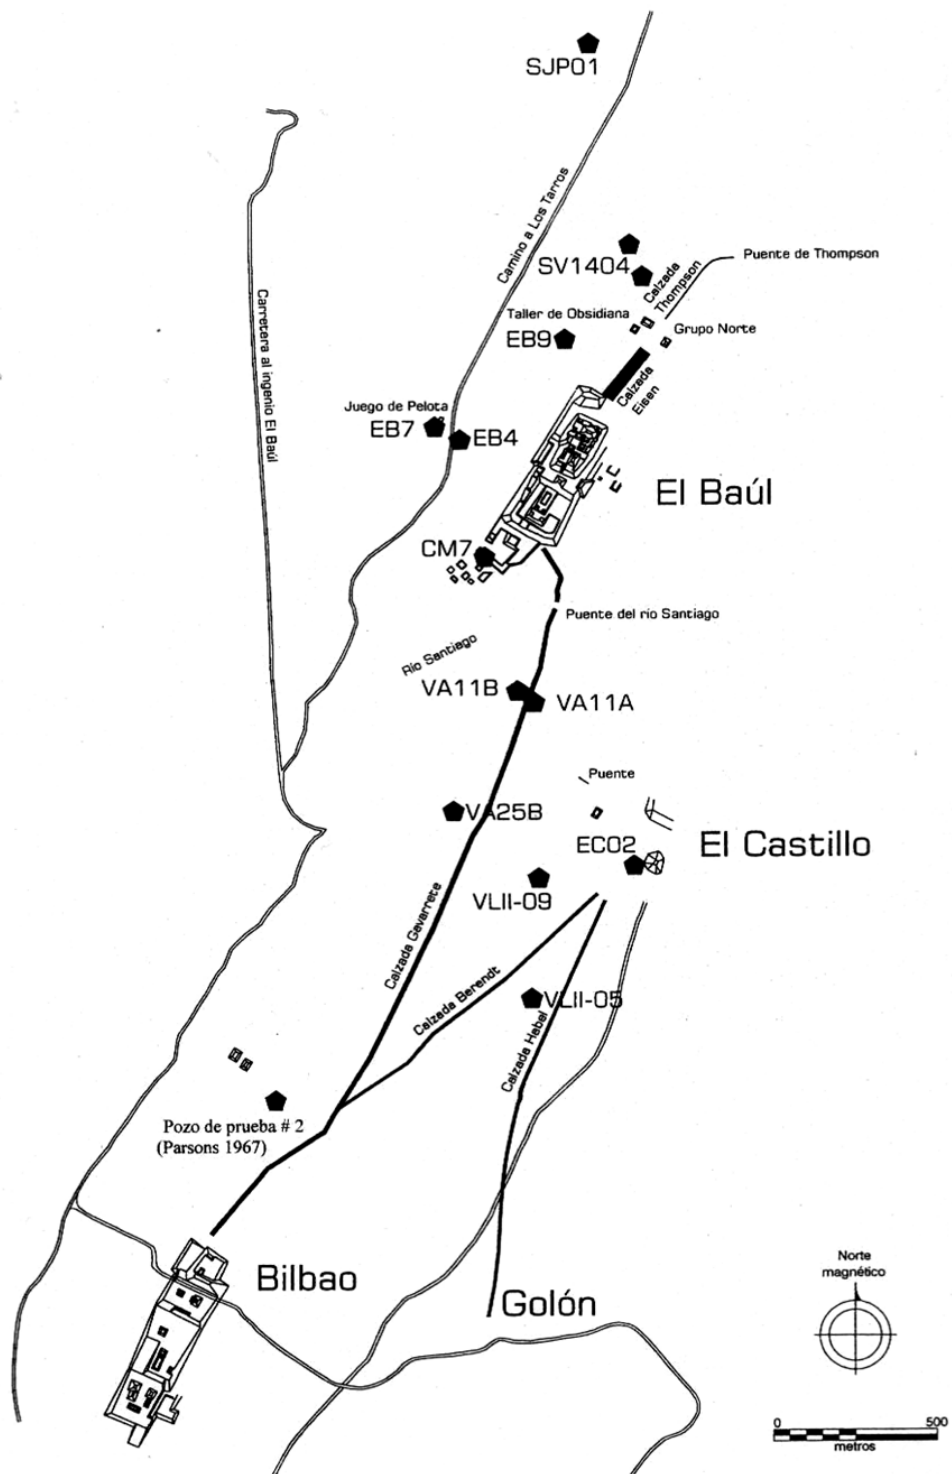 SJP01
Camino a Los Tarros
SV1404
Calzada
Thompson
Puente de Thompson
Carretera al ingenio El Baúl
Taller de Obsidiana
EB9
Grupo Norte
Calzada
Eisen
Juego de Pelota
EB7
EB4
El Baúl
CM7
Puente del río Santiago
Río Santiago
VA11B
VA11A
Puente
VA25B
EC02
El Castillo
VLII-09
Calzada Gavarrete
Calzada Berendt
VLII-05
Calzada Habel
Pozo de prueba # 2
(Parsons 1967)
Bilbao
Golón
Norte
magnético
0 500
metros